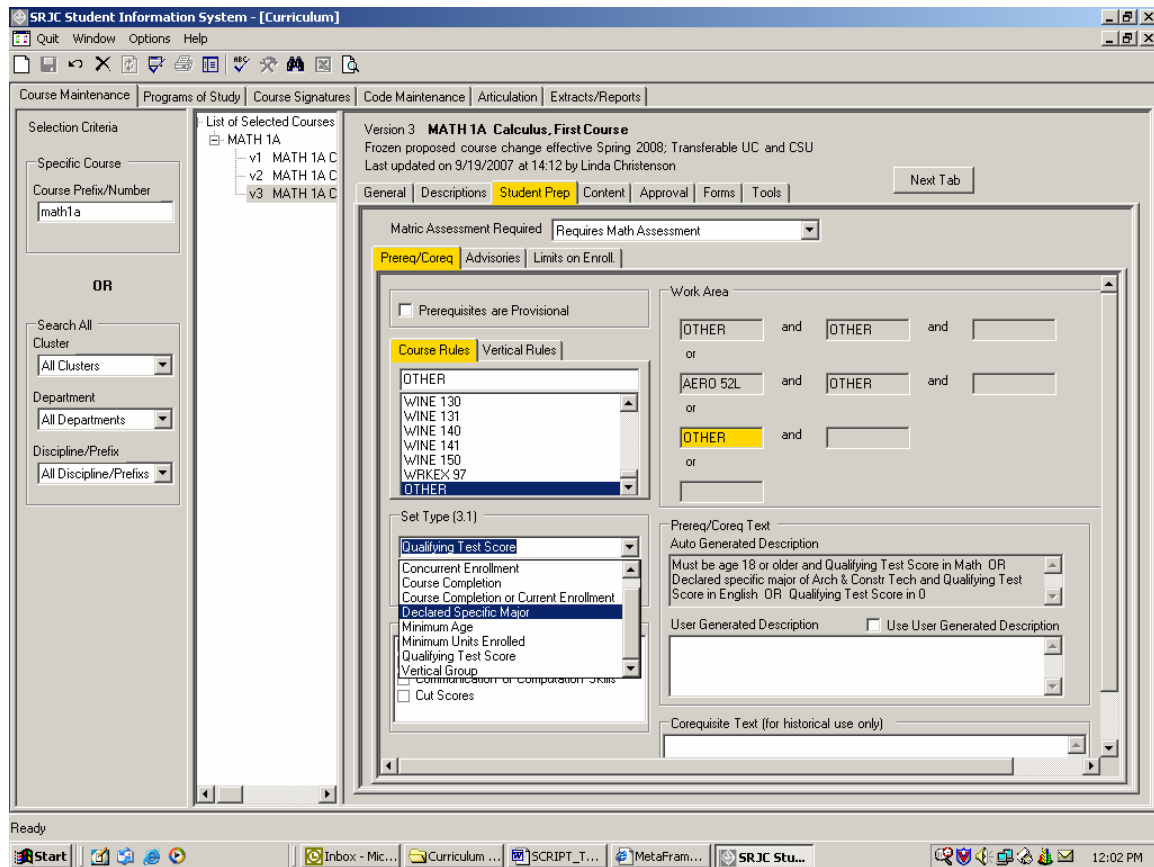 SRJC Student Information System - [Curriculum]
Quit Window Options Help
Course Maintenance Programs of Study Course Signatures Code Maintenance Articulation Extracts/Reports
Selection Criteria
Specific Course
Course Prefix/Number
math1a
OR
Search All
Cluster
All Clusters
Department
All Departments
Discipline/Prefix
All Discipline/Prefixs
List of Selected Courses
MATH 1A
v1 MATH 1A C
v2 MATH 1A C
v3 MATH 1A C
Version 3 MATH 1A Calculus, First Course
Frozen proposed course change effective Spring 2008; Transferable UC and CSU
Last updated on 9/19/2007 at 14:12 by Linda Christenson
Next Tab
General Descriptions Student Prep Content Approval Forms Tools
Matric Assessment Required Requires Math Assessment
Prereq/Coreq Advisories Limits on Enroll.
Prerequisites are Provisional
Course Rules Vertical Rules
OTHER
WINE 130
WINE 131
WINE 140
WINE 141
WINE 150
WRKEX 97
OTHER
Set Type (3.1)
Qualifying Test Score
Concurrent Enrollment
Course Completion
Course Completion or Current Enrollment
Declared Specific Major
Minimum Age
Minimum Units Enrolled
Qualifying Test Score
Vertical Group
Communication or Computation Skills
Cut Scores
Work Area
OTHER and OTHER and
or
AERO 52L and OTHER and
or
OTHER and
or
Prereq/Coreq Text
Auto Generated Description
Must be age 18 or older and Qualifying Test Score in Math OR
Declared specific major of Arch & Constr Tech and Qualifying Test
Score in English OR Qualifying Test Score in 0
User Generated Description Use User Generated Description
Corequisite Text (for historical use only)
Ready
Start Inbox - Mic... Curriculum ... SCRIPT_T... MetaFram... SRJC Stu... 12:02 PM